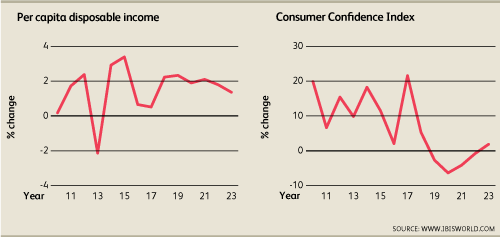 Per capita disposable income
4
2
0
-2
-4
% change
Year 11 13 15 17 19 21 23
Consumer Confidence Index
30
20
10
0
-10
% change
Year 11 13 15 17 19 21 23
SOURCE: WWW.IBISWORLD.COM